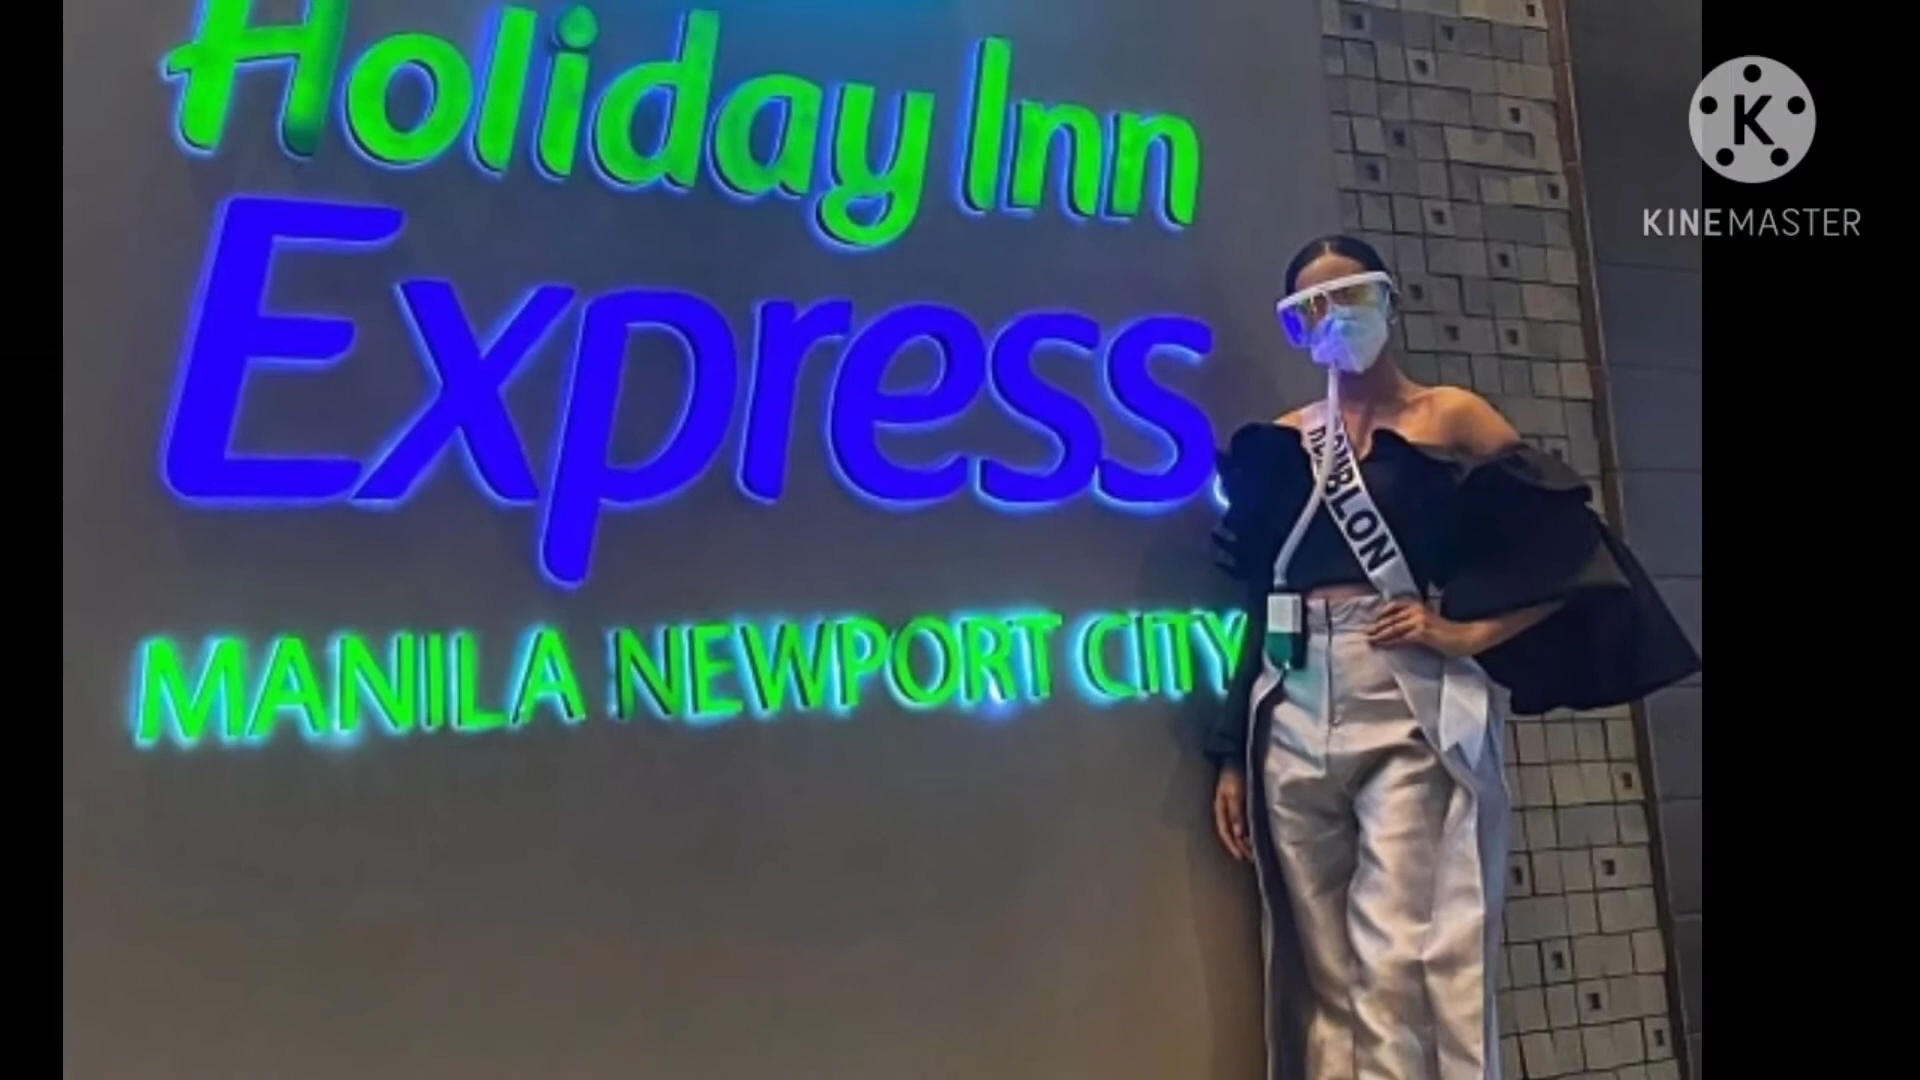 Holiday Inn
Express
MANILA NEWPORT CITY
K
KINEMASTER
ROMBLON